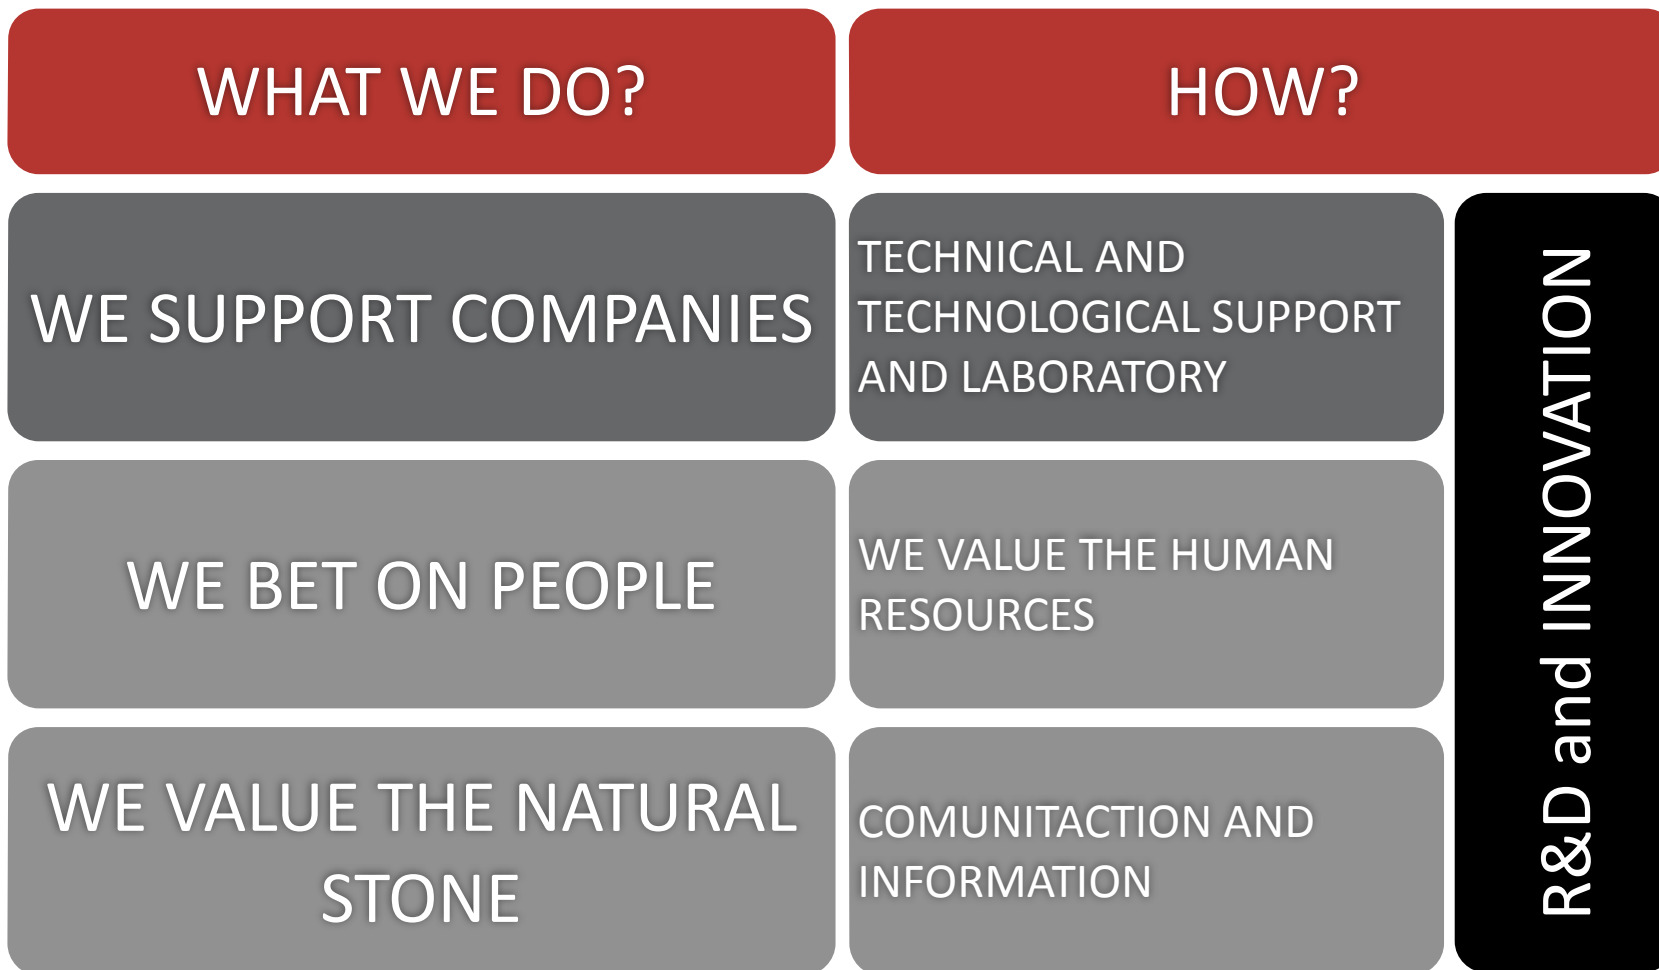 WHAT WE DO?
HOW?
WE SUPPORT COMPANIES
TECHNICAL AND
TECHNOLOGICAL SUPPORT
AND LABORATORY
WE BET ON PEOPLE
WE VALUE THE HUMAN
RESOURCES
WE VALUE THE NATURAL
STONE
COMUNITACTION AND
INFORMATION
R&D and INNOVATION